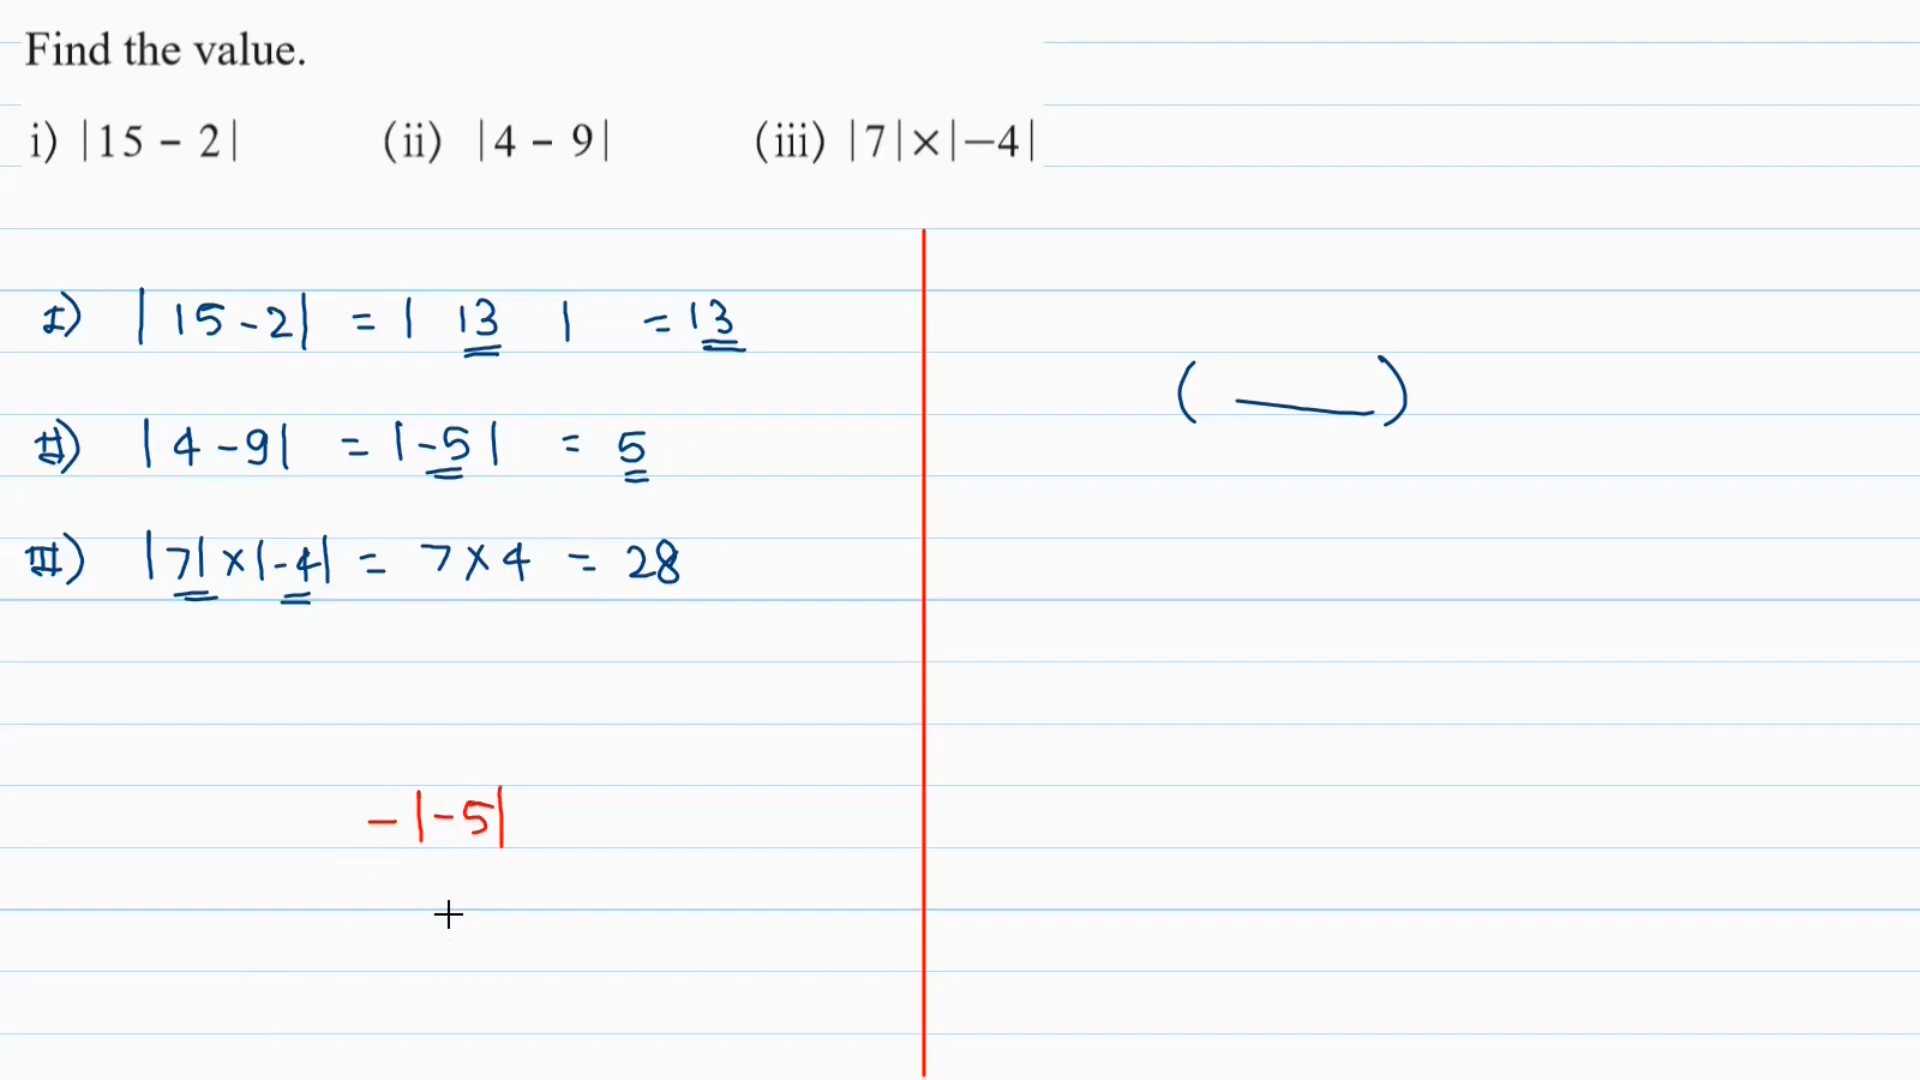 Find the value.
i) |15 − 2| (ii) |4 − 9| (iii) |7|×|−4|
I) |15-2| = | 13 | = 13
II) |4-9| = |-5| = 5
III) |7|×|-4| = 7×4 = 28
( )
-|-5|